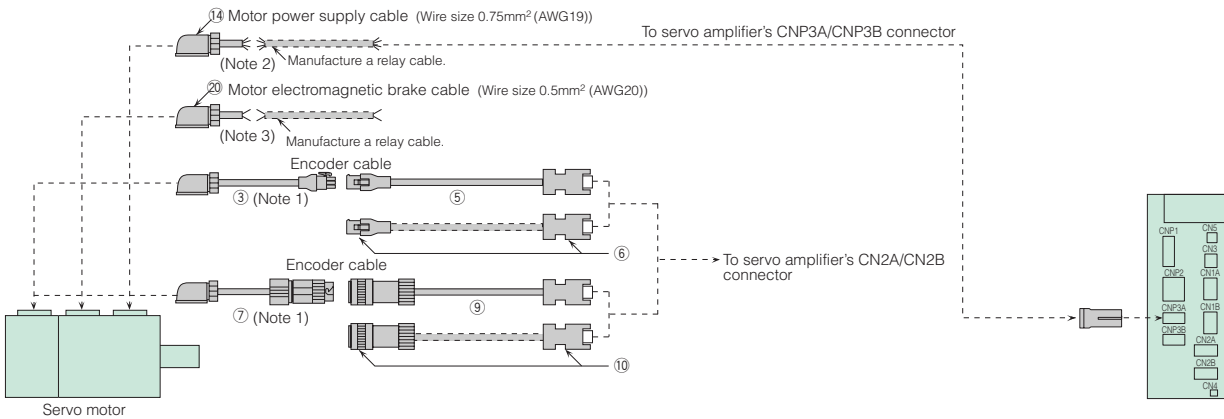 ⑭ Motor power supply cable (Wire size 0.75mm² (AWG19))
To servo amplifier's CNP3A/CNP3B connector
(Note 2)
Manufacture a relay cable.
⑳ Motor electromagnetic brake cable (Wire size 0.5mm² (AWG20))
(Note 3)
Manufacture a relay cable.
Encoder cable
③ (Note 1)
⑤
⑥
Encoder cable
To servo amplifier's CN2A/CN2B
connector
⑦ (Note 1)
⑨
⑩
Servo motor
CNP1
CN5
CN3
CNP2
CN1A
CNP3A
CN1B
CNP3B
CN2A
CN2B
CN4